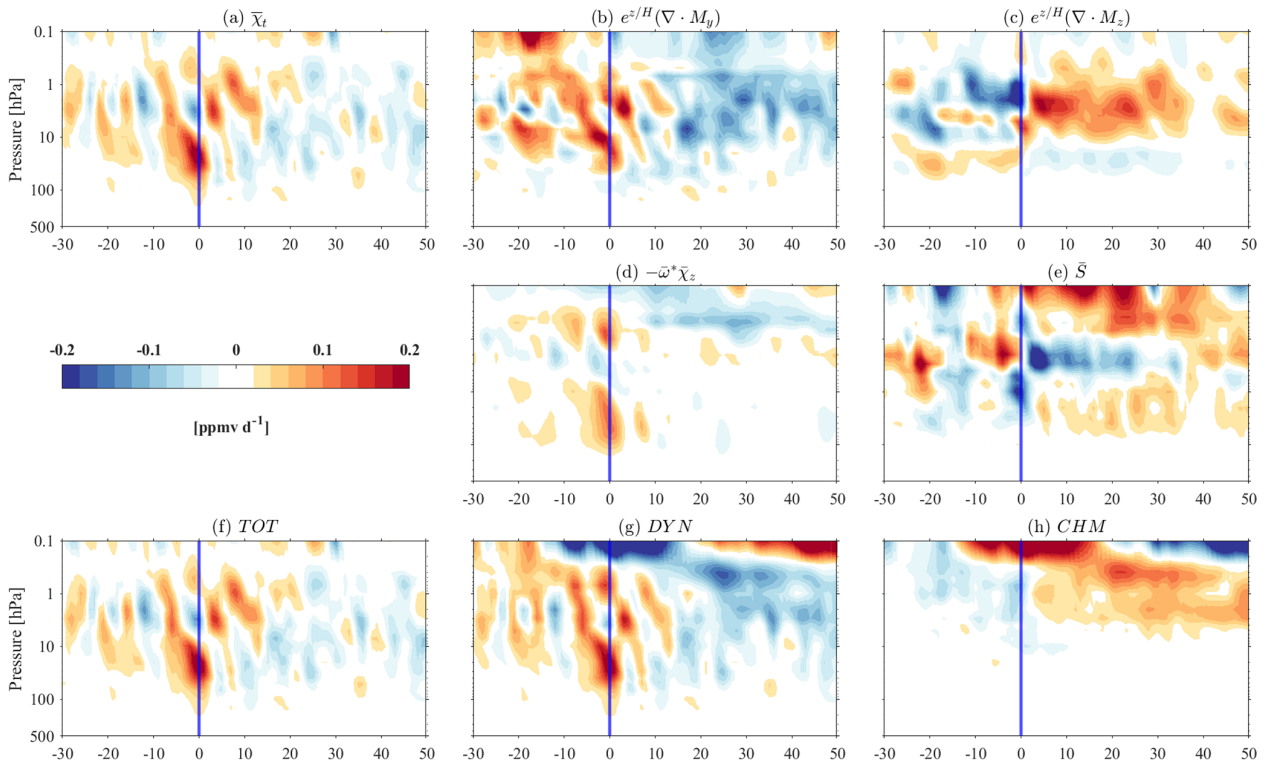 (a) χ̅_t
(b) e^{z/H}(∇ · M_y)
(c) e^{z/H}(∇ · M_z)
Pressure [hPa]
0.1
1
10
100
500
-30 -20 -10 0 10 20 30 40 50
-30 -20 -10 0 10 20 30 40 50
-30 -20 -10 0 10 20 30 40 50
(d) −ω̄*χ̄_z
(e) S̄
-0.2 -0.1 0 0.1 0.2
[ppmv d⁻¹]
-30 -20 -10 0 10 20 30 40 50
-30 -20 -10 0 10 20 30 40 50
(f) TOT
(g) DYN
(h) CHM
Pressure [hPa]
0.1
1
10
100
500
-30 -20 -10 0 10 20 30 40 50
-30 -20 -10 0 10 20 30 40 50
-30 -20 -10 0 10 20 30 40 50